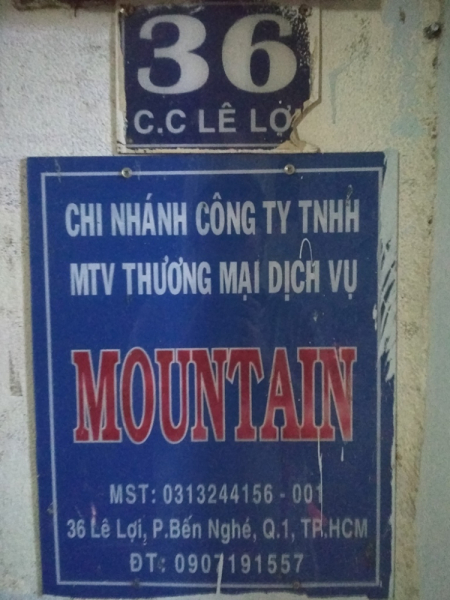 36
C.C LÊ LỢI
CHI NHÁNH CÔNG TY TNHH
MTV THƯƠNG MẠI DỊCH VỤ
MOUNTAIN
MST: 0313244156 - 001
36 Lê Lợi, P.Bến Nghé, Q.1, TP.HCM
ĐT: 0907191557